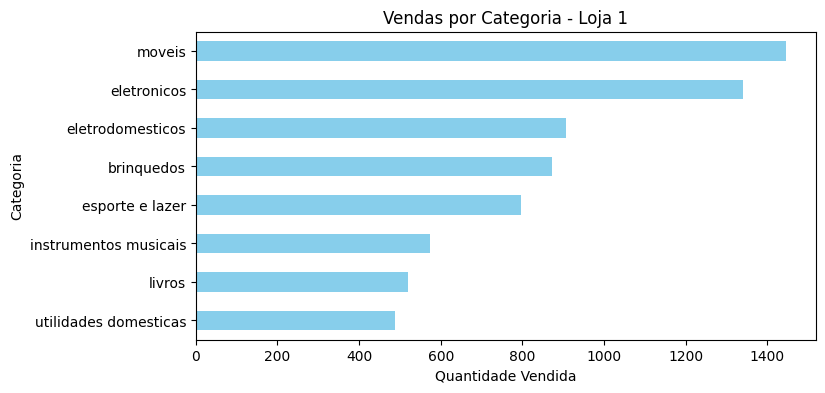 Vendas por Categoria - Loja 1
Categoria
moveis
eletronicos
eletrodomesticos
brinquedos
esporte e lazer
instrumentos musicais
livros
utilidades domesticas
0 200 400 600 800 1000 1200 1400
Quantidade Vendida